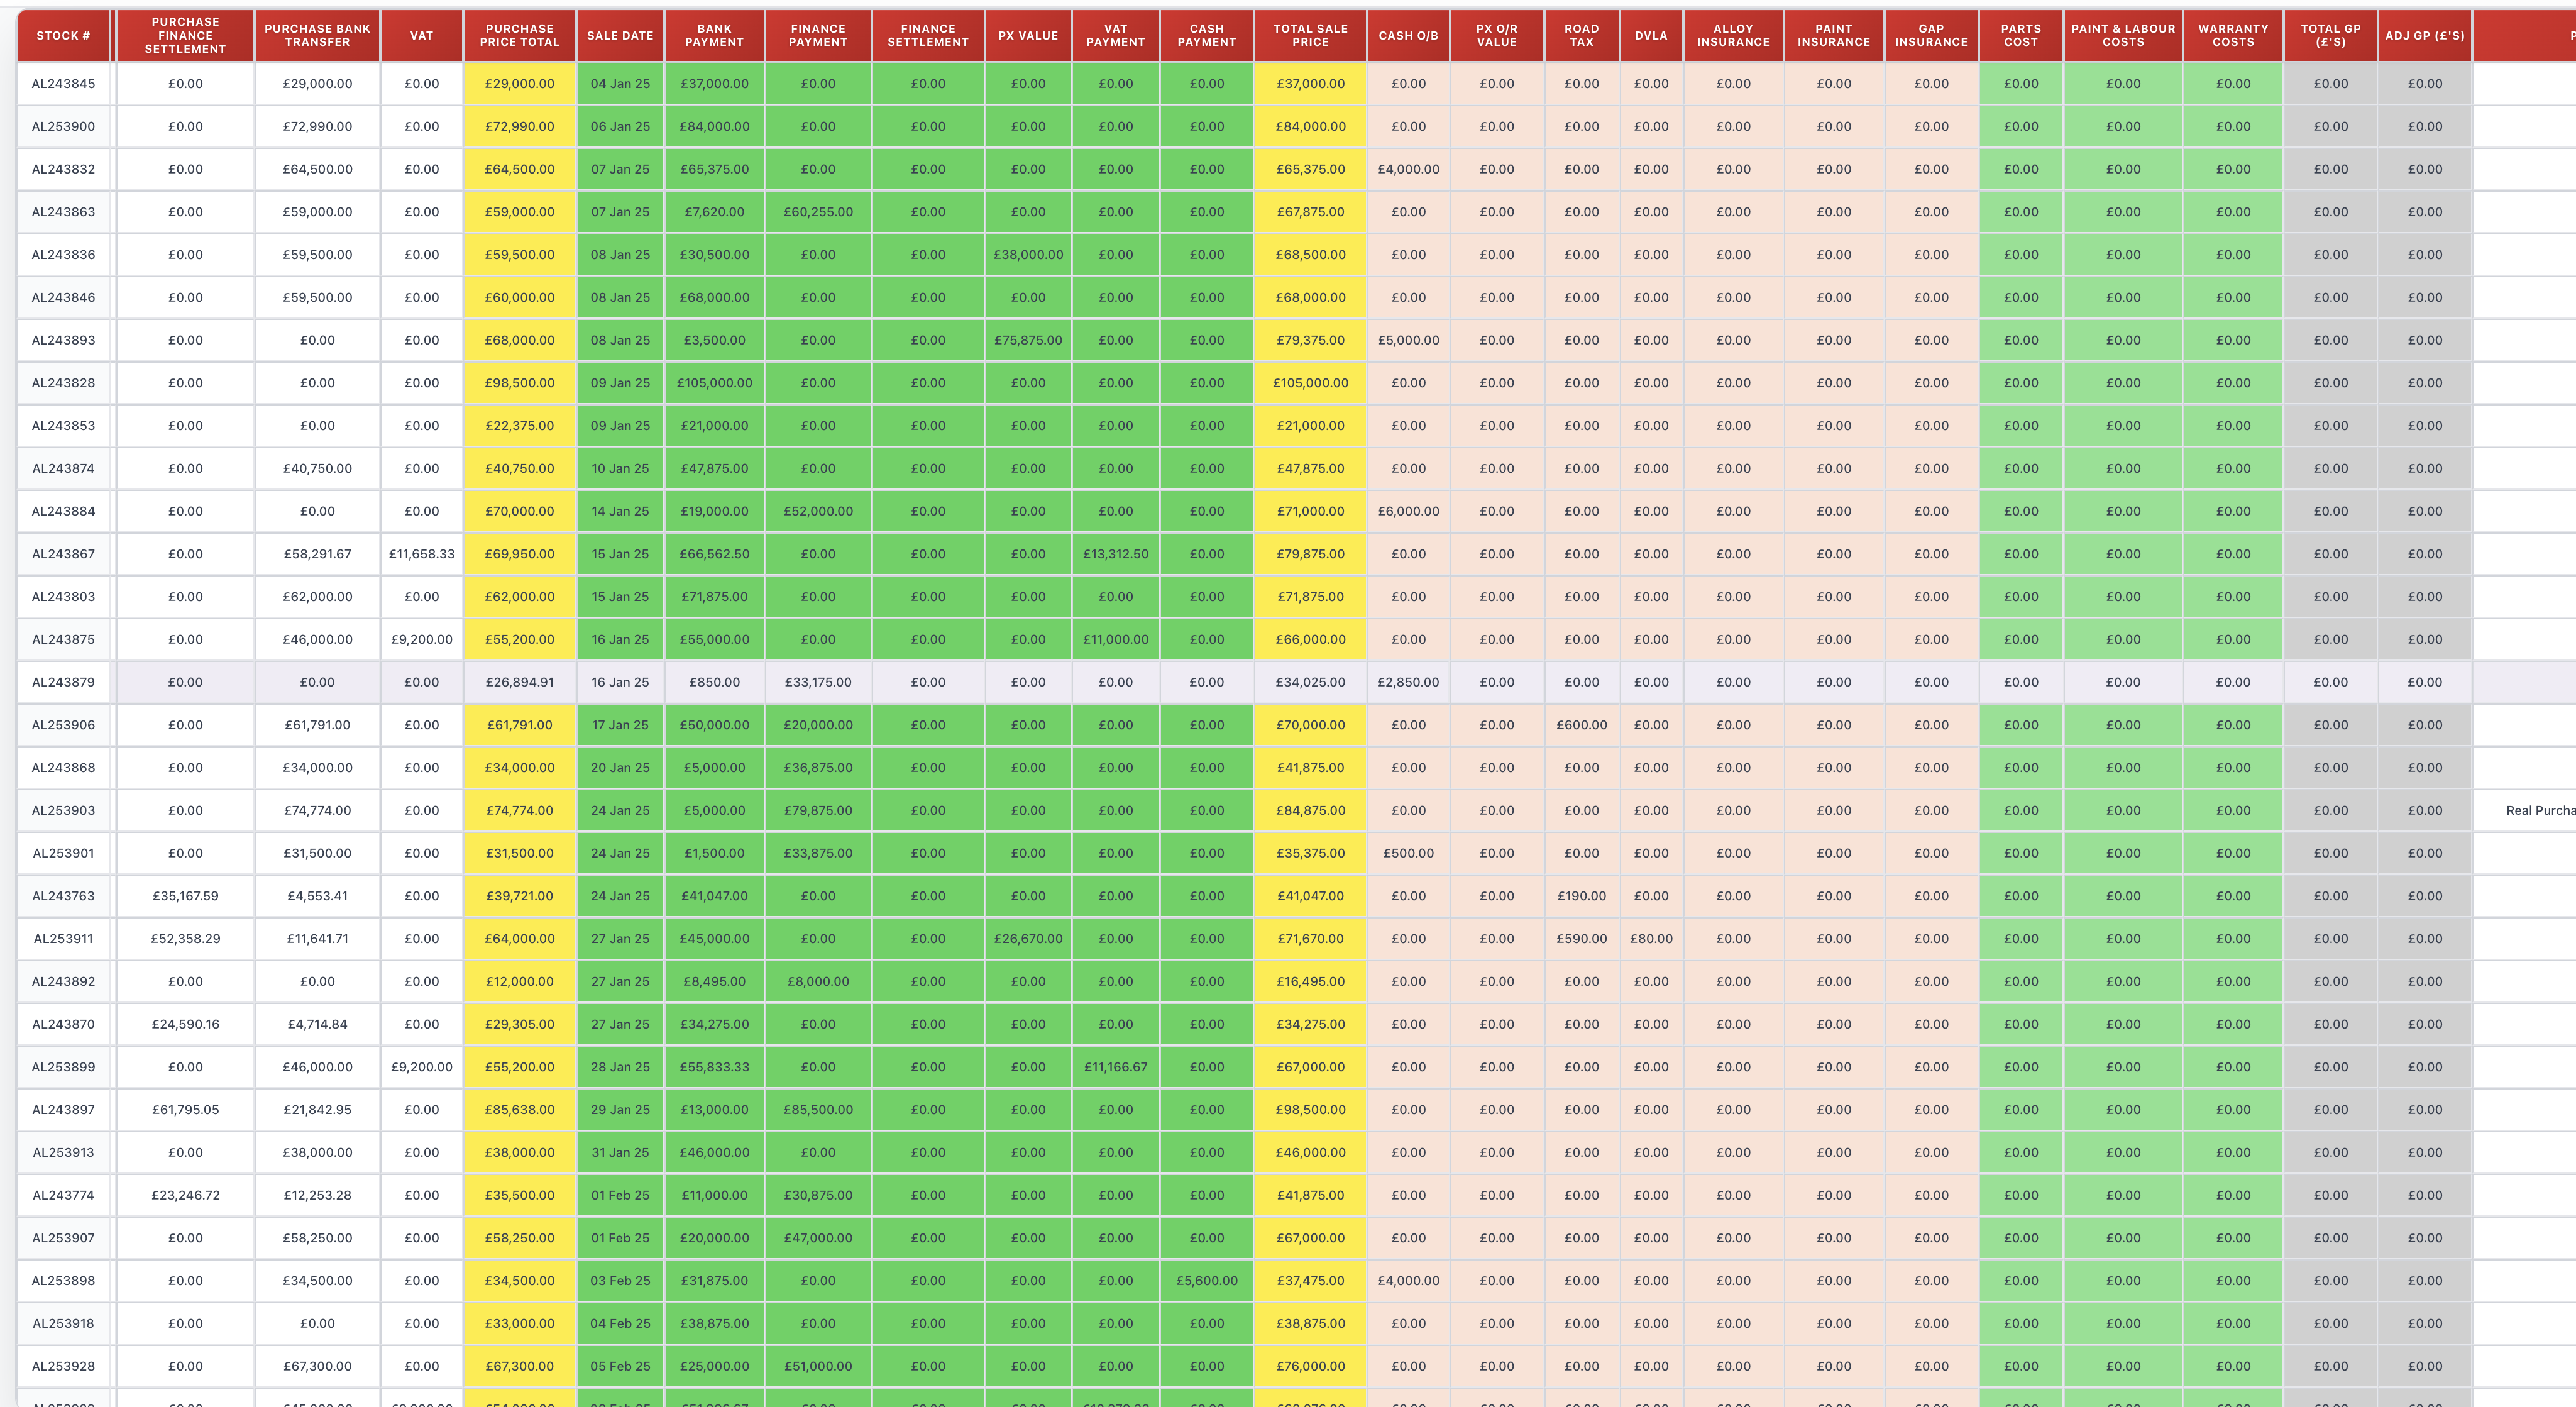 STOCK # PURCHASE FINANCE SETTLEMENT PURCHASE BANK TRANSFER VAT PURCHASE PRICE TOTAL SALE DATE BANK PAYMENT FINANCE PAYMENT FINANCE SETTLEMENT PX VALUE VAT PAYMENT CASH PAYMENT TOTAL SALE PRICE CASH O/B PX O/R VALUE ROAD TAX DVLA ALLOY INSURANCE PAINT INSURANCE GAP INSURANCE PARTS COST PAINT & LABOUR COSTS WARRANTY COSTS TOTAL GP (£'S) ADJ GP (£'S) P
AL243845 £0.00 £29,000.00 £0.00 £29,000.00 04 Jan 25 £37,000.00 £0.00 £0.00 £0.00 £0.00 £0.00 £37,000.00 £0.00 £0.00 £0.00 £0.00 £0.00 £0.00 £0.00 £0.00 £0.00 £0.00 £0.00 £0.00
AL253900 £0.00 £72,990.00 £0.00 £72,990.00 06 Jan 25 £84,000.00 £0.00 £0.00 £0.00 £0.00 £0.00 £84,000.00 £0.00 £0.00 £0.00 £0.00 £0.00 £0.00 £0.00 £0.00 £0.00 £0.00 £0.00 £0.00
AL243832 £0.00 £64,500.00 £0.00 £64,500.00 07 Jan 25 £65,375.00 £0.00 £0.00 £0.00 £0.00 £0.00 £65,375.00 £4,000.00 £0.00 £0.00 £0.00 £0.00 £0.00 £0.00 £0.00 £0.00 £0.00 £0.00 £0.00
AL243863 £0.00 £59,000.00 £0.00 £59,000.00 07 Jan 25 £7,620.00 £60,255.00 £0.00 £0.00 £0.00 £0.00 £67,875.00 £0.00 £0.00 £0.00 £0.00 £0.00 £0.00 £0.00 £0.00 £0.00 £0.00 £0.00 £0.00
AL243836 £0.00 £59,500.00 £0.00 £59,500.00 08 Jan 25 £30,500.00 £0.00 £0.00 £38,000.00 £0.00 £0.00 £68,500.00 £0.00 £0.00 £0.00 £0.00 £0.00 £0.00 £0.00 £0.00 £0.00 £0.00 £0.00 £0.00
AL243846 £0.00 £59,500.00 £0.00 £60,000.00 08 Jan 25 £68,000.00 £0.00 £0.00 £0.00 £0.00 £0.00 £68,000.00 £0.00 £0.00 £0.00 £0.00 £0.00 £0.00 £0.00 £0.00 £0.00 £0.00 £0.00 £0.00
AL243893 £0.00 £0.00 £0.00 £68,000.00 08 Jan 25 £3,500.00 £0.00 £0.00 £75,875.00 £0.00 £0.00 £79,375.00 £5,000.00 £0.00 £0.00 £0.00 £0.00 £0.00 £0.00 £0.00 £0.00 £0.00 £0.00 £0.00
AL243828 £0.00 £0.00 £0.00 £98,500.00 09 Jan 25 £105,000.00 £0.00 £0.00 £0.00 £0.00 £0.00 £105,000.00 £0.00 £0.00 £0.00 £0.00 £0.00 £0.00 £0.00 £0.00 £0.00 £0.00 £0.00 £0.00
AL243853 £0.00 £0.00 £0.00 £22,375.00 09 Jan 25 £21,000.00 £0.00 £0.00 £0.00 £0.00 £0.00 £21,000.00 £0.00 £0.00 £0.00 £0.00 £0.00 £0.00 £0.00 £0.00 £0.00 £0.00 £0.00 £0.00
AL243874 £0.00 £40,750.00 £0.00 £40,750.00 10 Jan 25 £47,875.00 £0.00 £0.00 £0.00 £0.00 £0.00 £47,875.00 £0.00 £0.00 £0.00 £0.00 £0.00 £0.00 £0.00 £0.00 £0.00 £0.00 £0.00 £0.00
AL243884 £0.00 £0.00 £0.00 £70,000.00 14 Jan 25 £19,000.00 £52,000.00 £0.00 £0.00 £0.00 £0.00 £71,000.00 £6,000.00 £0.00 £0.00 £0.00 £0.00 £0.00 £0.00 £0.00 £0.00 £0.00 £0.00 £0.00
AL243867 £0.00 £58,291.67 £11,658.33 £69,950.00 15 Jan 25 £66,562.50 £0.00 £0.00 £0.00 £13,312.50 £0.00 £79,875.00 £0.00 £0.00 £0.00 £0.00 £0.00 £0.00 £0.00 £0.00 £0.00 £0.00 £0.00 £0.00
AL243803 £0.00 £62,000.00 £0.00 £62,000.00 15 Jan 25 £71,875.00 £0.00 £0.00 £0.00 £0.00 £0.00 £71,875.00 £0.00 £0.00 £0.00 £0.00 £0.00 £0.00 £0.00 £0.00 £0.00 £0.00 £0.00 £0.00
AL243875 £0.00 £46,000.00 £9,200.00 £55,200.00 16 Jan 25 £55,000.00 £0.00 £0.00 £0.00 £11,000.00 £0.00 £66,000.00 £0.00 £0.00 £0.00 £0.00 £0.00 £0.00 £0.00 £0.00 £0.00 £0.00 £0.00 £0.00
AL243879 £0.00 £0.00 £0.00 £26,894.91 16 Jan 25 £850.00 £33,175.00 £0.00 £0.00 £0.00 £0.00 £34,025.00 £2,850.00 £0.00 £0.00 £0.00 £0.00 £0.00 £0.00 £0.00 £0.00 £0.00 £0.00 £0.00
AL253906 £0.00 £61,791.00 £0.00 £61,791.00 17 Jan 25 £50,000.00 £20,000.00 £0.00 £0.00 £0.00 £0.00 £70,000.00 £0.00 £0.00 £600.00 £0.00 £0.00 £0.00 £0.00 £0.00 £0.00 £0.00 £0.00 £0.00
AL243868 £0.00 £34,000.00 £0.00 £34,000.00 20 Jan 25 £5,000.00 £36,875.00 £0.00 £0.00 £0.00 £0.00 £41,875.00 £0.00 £0.00 £0.00 £0.00 £0.00 £0.00 £0.00 £0.00 £0.00 £0.00 £0.00 £0.00
AL253903 £0.00 £74,774.00 £0.00 £74,774.00 24 Jan 25 £5,000.00 £79,875.00 £0.00 £0.00 £0.00 £0.00 £84,875.00 £0.00 £0.00 £0.00 £0.00 £0.00 £0.00 £0.00 £0.00 £0.00 £0.00 £0.00 £0.00 Real Purcha
AL253901 £0.00 £31,500.00 £0.00 £31,500.00 24 Jan 25 £1,500.00 £33,875.00 £0.00 £0.00 £0.00 £0.00 £35,375.00 £500.00 £0.00 £0.00 £0.00 £0.00 £0.00 £0.00 £0.00 £0.00 £0.00 £0.00 £0.00
AL243763 £35,167.59 £4,553.41 £0.00 £39,721.00 24 Jan 25 £41,047.00 £0.00 £0.00 £0.00 £0.00 £0.00 £41,047.00 £0.00 £0.00 £190.00 £0.00 £0.00 £0.00 £0.00 £0.00 £0.00 £0.00 £0.00 £0.00
AL253911 £52,358.29 £11,641.71 £0.00 £64,000.00 27 Jan 25 £45,000.00 £0.00 £0.00 £26,670.00 £0.00 £0.00 £71,670.00 £0.00 £0.00 £590.00 £80.00 £0.00 £0.00 £0.00 £0.00 £0.00 £0.00 £0.00 £0.00
AL243892 £0.00 £0.00 £0.00 £12,000.00 27 Jan 25 £8,495.00 £8,000.00 £0.00 £0.00 £0.00 £0.00 £16,495.00 £0.00 £0.00 £0.00 £0.00 £0.00 £0.00 £0.00 £0.00 £0.00 £0.00 £0.00 £0.00
AL243870 £24,590.16 £4,714.84 £0.00 £29,305.00 27 Jan 25 £34,275.00 £0.00 £0.00 £0.00 £0.00 £0.00 £34,275.00 £0.00 £0.00 £0.00 £0.00 £0.00 £0.00 £0.00 £0.00 £0.00 £0.00 £0.00 £0.00
AL253899 £0.00 £46,000.00 £9,200.00 £55,200.00 28 Jan 25 £55,833.33 £0.00 £0.00 £0.00 £11,166.67 £0.00 £67,000.00 £0.00 £0.00 £0.00 £0.00 £0.00 £0.00 £0.00 £0.00 £0.00 £0.00 £0.00 £0.00
AL243897 £61,795.05 £21,842.95 £0.00 £85,638.00 29 Jan 25 £13,000.00 £85,500.00 £0.00 £0.00 £0.00 £0.00 £98,500.00 £0.00 £0.00 £0.00 £0.00 £0.00 £0.00 £0.00 £0.00 £0.00 £0.00 £0.00 £0.00
AL253913 £0.00 £38,000.00 £0.00 £38,000.00 31 Jan 25 £46,000.00 £0.00 £0.00 £0.00 £0.00 £0.00 £46,000.00 £0.00 £0.00 £0.00 £0.00 £0.00 £0.00 £0.00 £0.00 £0.00 £0.00 £0.00 £0.00
AL243774 £23,246.72 £12,253.28 £0.00 £35,500.00 01 Feb 25 £11,000.00 £30,875.00 £0.00 £0.00 £0.00 £0.00 £41,875.00 £0.00 £0.00 £0.00 £0.00 £0.00 £0.00 £0.00 £0.00 £0.00 £0.00 £0.00 £0.00
AL253907 £0.00 £58,250.00 £0.00 £58,250.00 01 Feb 25 £20,000.00 £47,000.00 £0.00 £0.00 £0.00 £0.00 £67,000.00 £0.00 £0.00 £0.00 £0.00 £0.00 £0.00 £0.00 £0.00 £0.00 £0.00 £0.00 £0.00
AL253898 £0.00 £34,500.00 £0.00 £34,500.00 03 Feb 25 £31,875.00 £0.00 £0.00 £0.00 £0.00 £5,600.00 £37,475.00 £4,000.00 £0.00 £0.00 £0.00 £0.00 £0.00 £0.00 £0.00 £0.00 £0.00 £0.00 £0.00
AL253918 £0.00 £0.00 £0.00 £33,000.00 04 Feb 25 £38,875.00 £0.00 £0.00 £0.00 £0.00 £0.00 £38,875.00 £0.00 £0.00 £0.00 £0.00 £0.00 £0.00 £0.00 £0.00 £0.00 £0.00 £0.00 £0.00
AL253928 £0.00 £67,300.00 £0.00 £67,300.00 05 Feb 25 £25,000.00 £51,000.00 £0.00 £0.00 £0.00 £0.00 £76,000.00 £0.00 £0.00 £0.00 £0.00 £0.00 £0.00 £0.00 £0.00 £0.00 £0.00 £0.00 £0.00